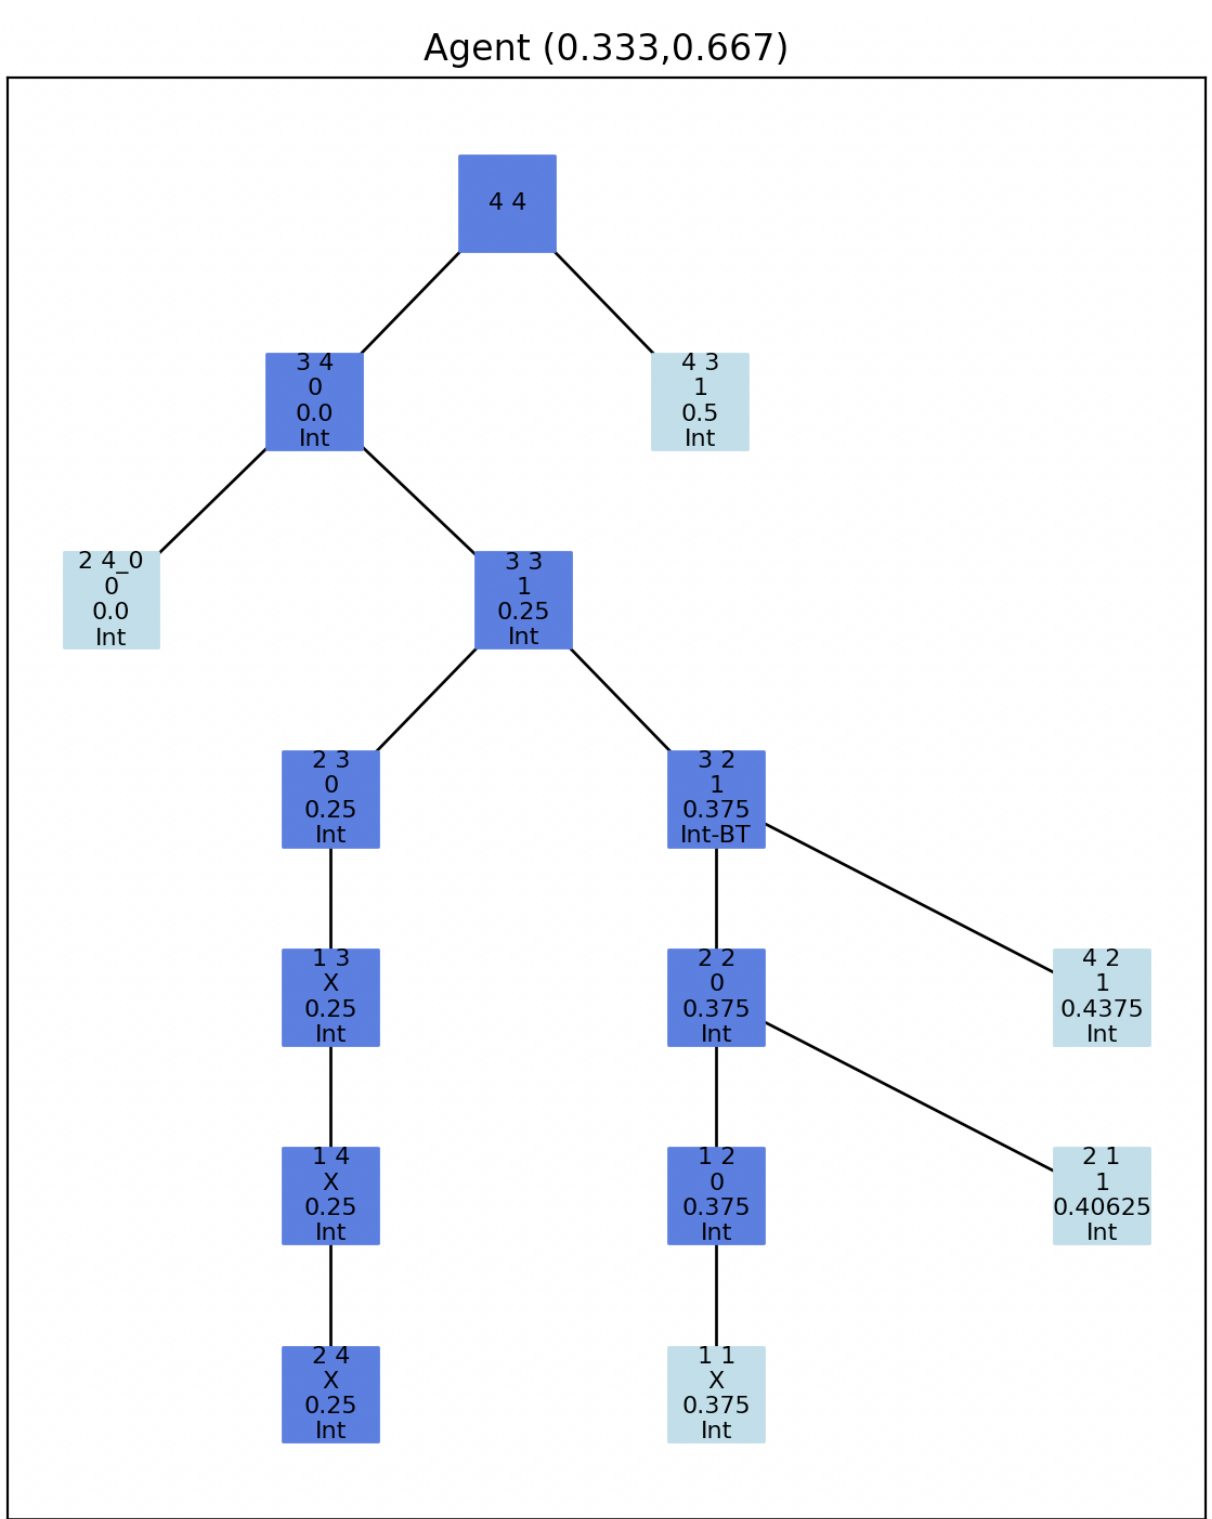 Agent (0.333,0.667)
4 4
3 4
0
0.0
Int
4 3
1
0.5
Int
2 4_0
0
0.0
Int
3 3
1
0.25
Int
2 3
0
0.25
Int
3 2
1
0.375
Int-BT
1 3
X
0.25
Int
2 2
0
0.375
Int
4 2
1
0.4375
Int
1 4
X
0.25
Int
1 2
0
0.375
Int
2 1
1
0.40625
Int
2 4
X
0.25
Int
1 1
X
0.375
Int